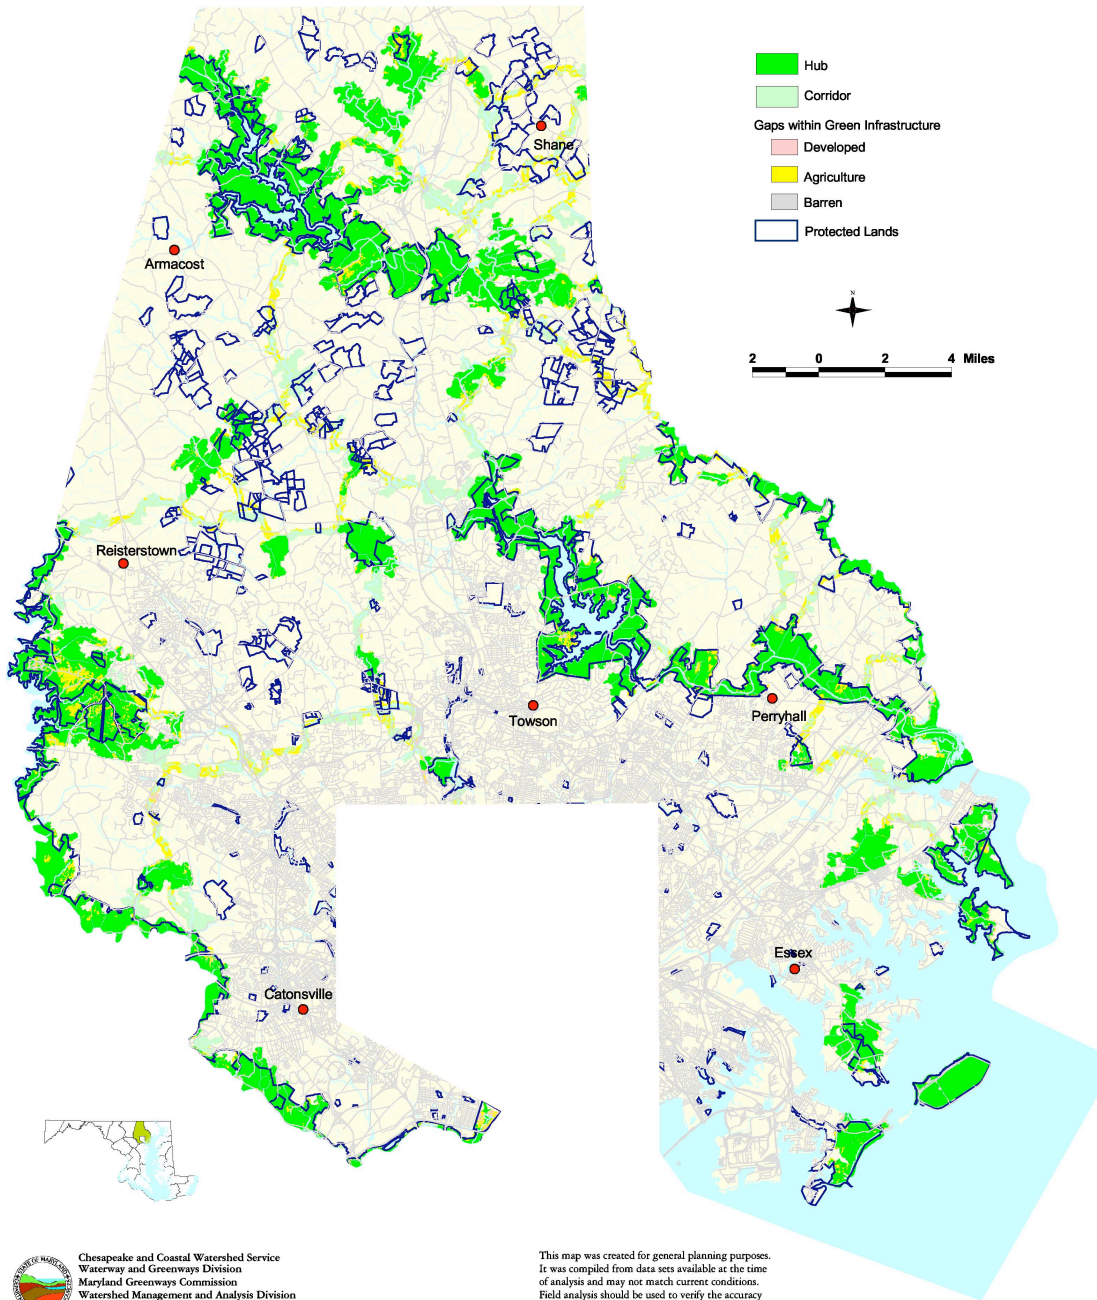 Hub
Corridor
Gaps within Green Infrastructure
Developed
Agriculture
Barren
Protected Lands
N
2 0 2 4 Miles
Shane
Armacost
Reisterstown
Towson
Perryhall
Essex
Catonsville
Chesapeake and Coastal Watershed Service
Waterway and Greenways Division
Maryland Greenways Commission
Watershed Management and Analysis Division
This map was created for general planning purposes.
It was compiled from data sets available at the time
of analysis and may not match current conditions.
Field analysis should be used to verify the accuracy
STATE OF MARYLAND